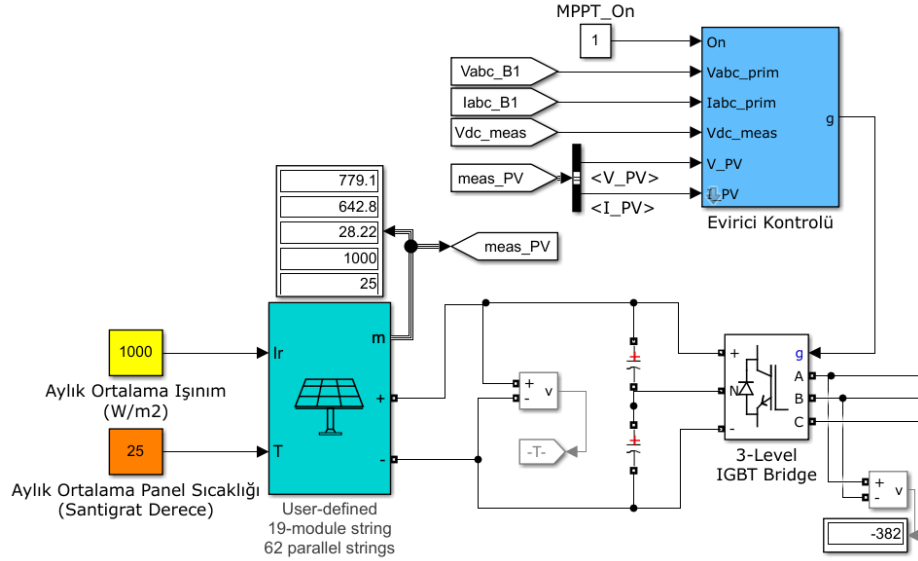 MPPT_On
1
On
Vabc_B1
Vabc_prim
Iabc_B1
Iabc_prim
g
Vdc_meas
Vdc_meas
meas_PV
<V_PV>
V_PV
<I_PV>
I_PV
Evirici Kontrolü
779.1
642.8
28.22
1000
25
meas_PV
m
1000
Ir
Aylık Ortalama Işınım
(W/m2)
+
-
25
T
Aylık Ortalama Panel Sıcaklığı
(Santigrat Derece)
User-defined
19-module string
62 parallel strings
+
-
v
-T-
+
+
+
N
-
g
A
B
C
3-Level
IGBT Bridge
+
-
v
-382